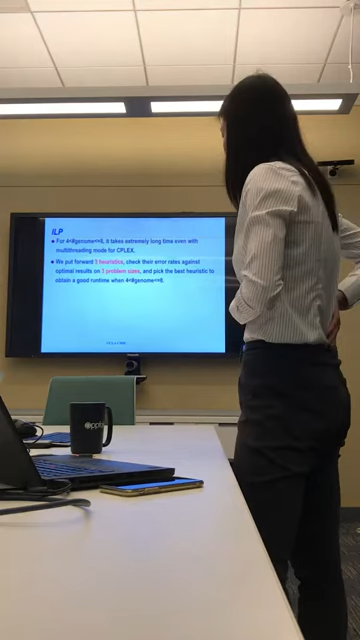 ILP
For 4<#genome<=8, it takes extremely long time even with
multithreading mode for CPLEX.
We put forward 5 heuristics, check their error rates against
optimal results on 3 problem sizes, and pick the best heuristic to
obtain a good runtime when 4<#genome<=8.